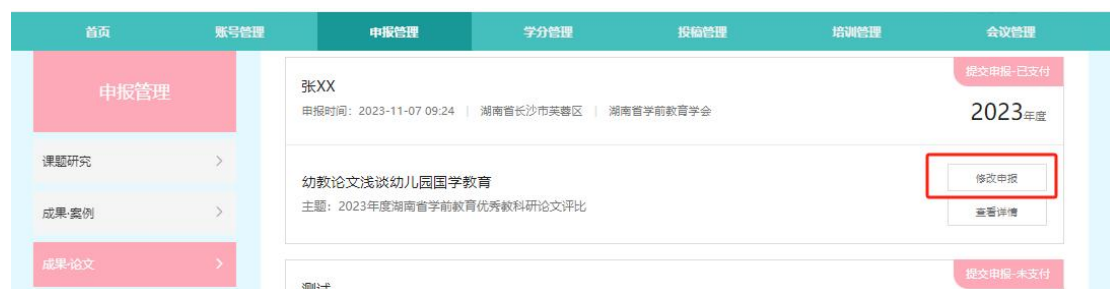 首页 账号管理 申报管理 学分管理 投稿管理 培训管理 会议管理
申报管理
课题研究
成果·案例
成果·论文
提交申报-已支付
张XX
申报时间：2023-11-07 09:24 | 湖南省长沙市芙蓉区 | 湖南省学前教育学会
2023年度
幼教论文浅谈幼儿园国学教育
主题：2023年度湖南省学前教育优秀教科研论文评比
修改申报
查看详情
提交申报-未支付
测试